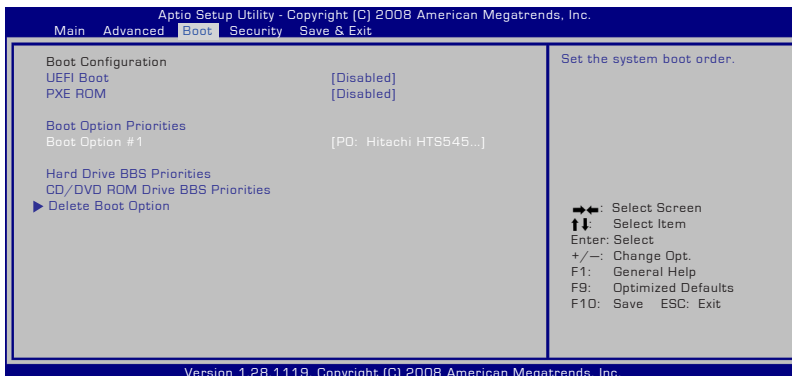 Aptio Setup Utility - Copyright (C) 2008 American Megatrends, Inc.
Main Advanced Boot Security Save & Exit
Boot Configuration
UEFI Boot [Disabled]
PXE ROM [Disabled]
Boot Option Priorities
Boot Option #1 [P0: Hitachi HTS545...]
Hard Drive BBS Priorities
CD/DVD ROM Drive BBS Priorities
Delete Boot Option
Set the system boot order.
→←: Select Screen
↑↓: Select Item
Enter: Select
+/—: Change Opt.
F1: General Help
F9: Optimized Defaults
F10: Save ESC: Exit
Version 1.28.1119. Copyright (C) 2008 American Megatrends, Inc.